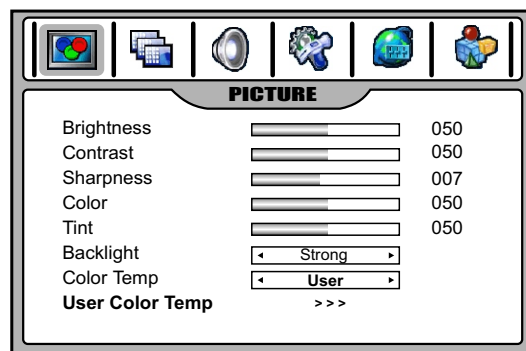 PICTURE
Brightness 050
Contrast 050
Sharpness 007
Color 050
Tint 050
Backlight Strong
Color Temp User
User Color Temp >>>